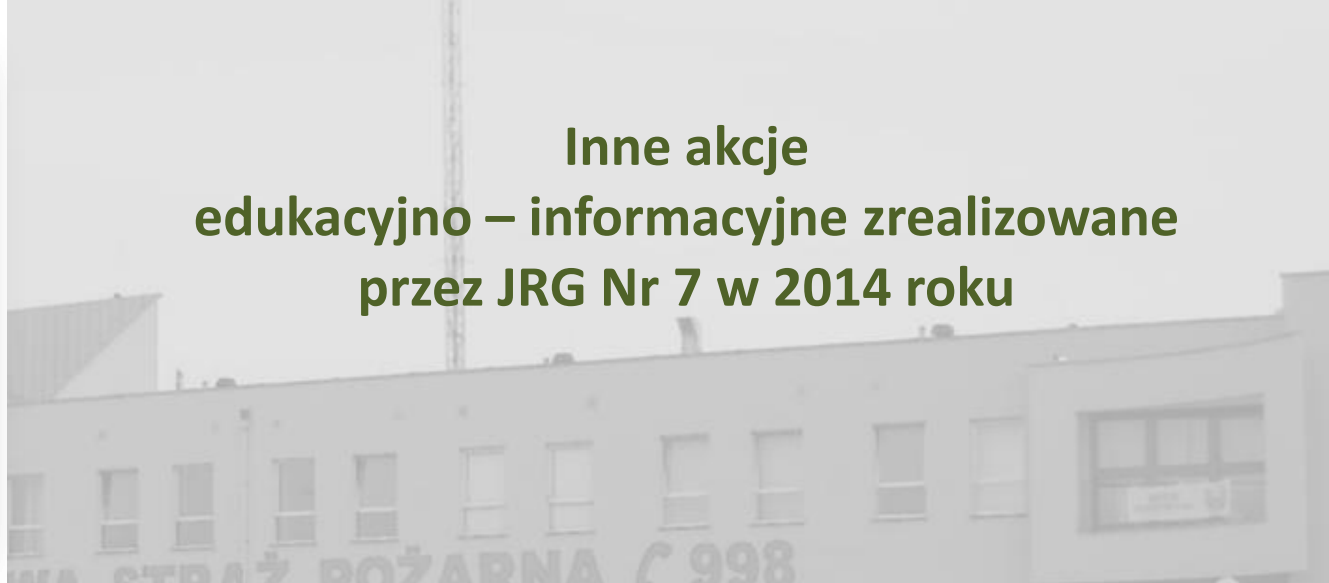 Inne akcje
edukacyjno – informacyjne zrealizowane
przez JRG Nr 7 w 2014 roku
STRAŻ POŻARNA 998